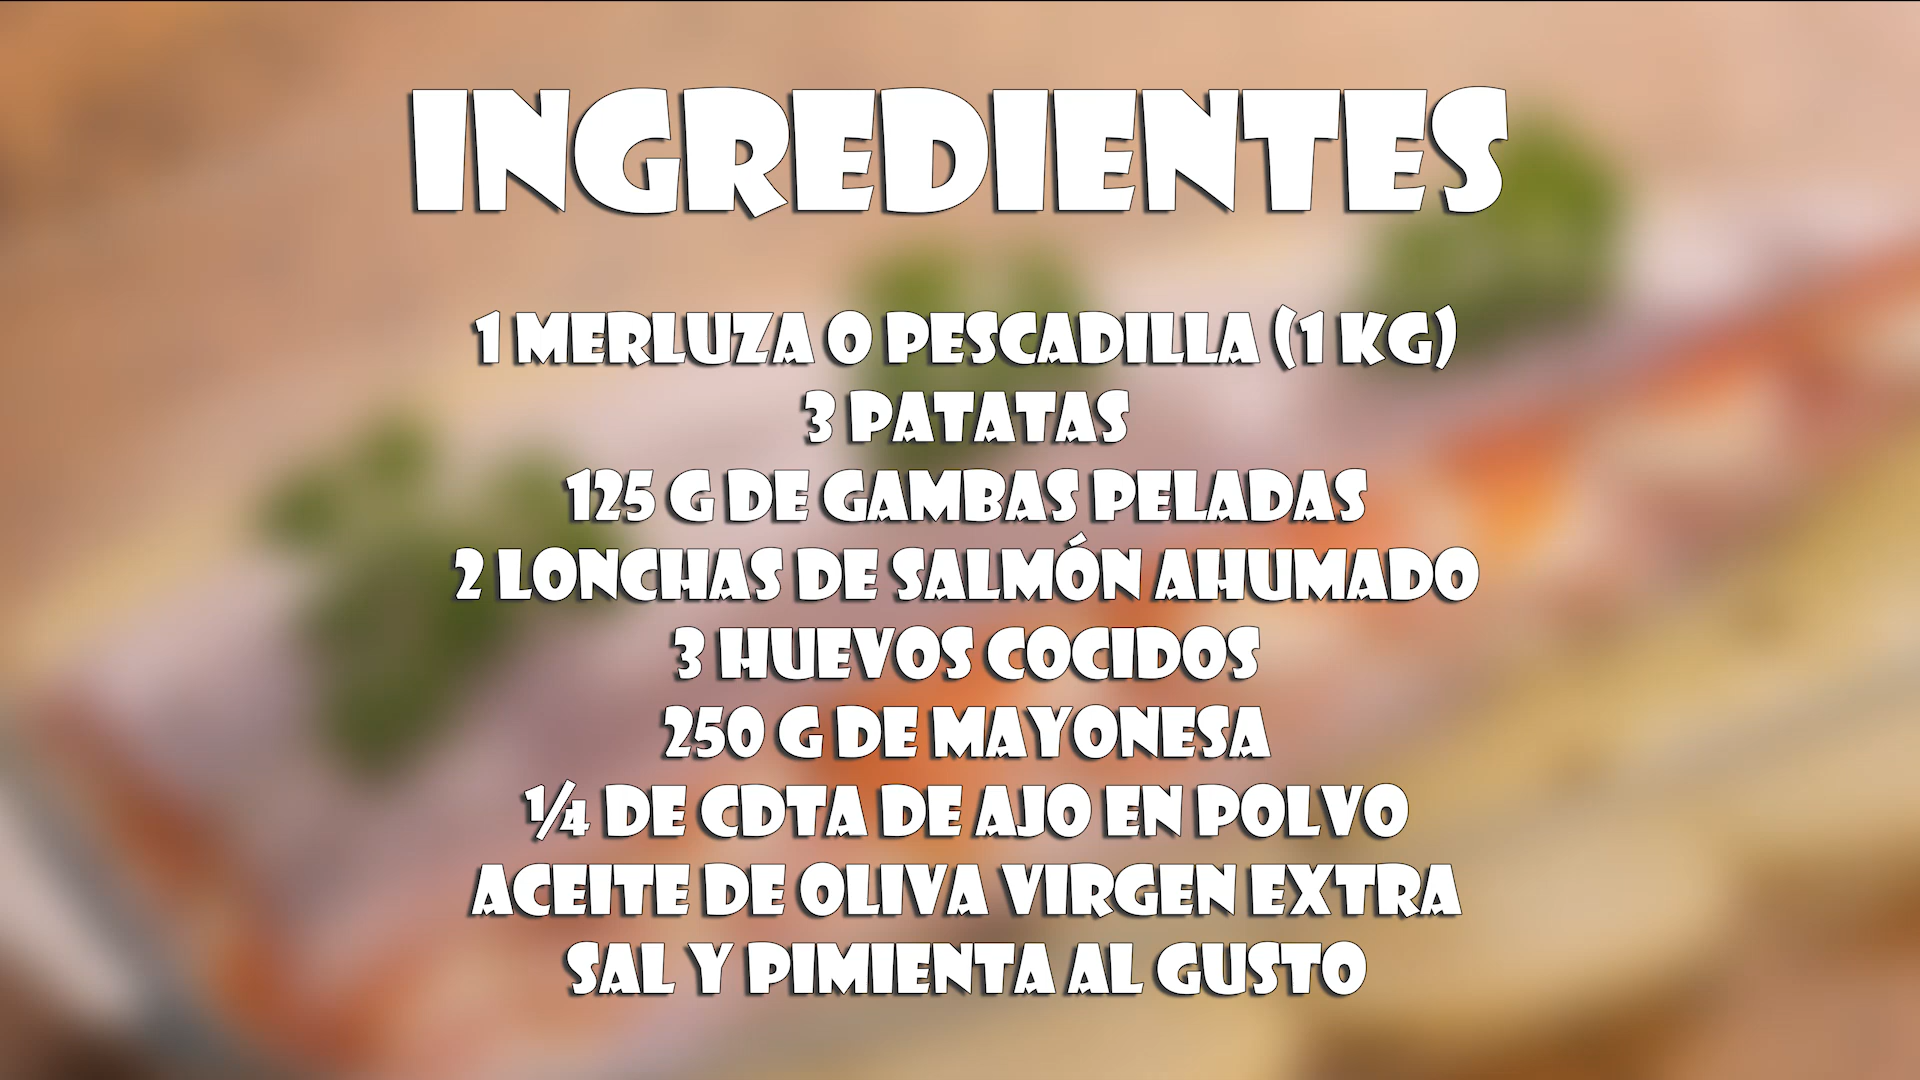 INGREDIENTES
1 MERLUZA O PESCADILLA (1 KG)
3 PATATAS
125 G DE GAMBAS PELADAS
2 LONCHAS DE SALMÓN AHUMADO
3 HUEVOS COCIDOS
250 G DE MAYONESA
¼ DE CDTA DE AJO EN POLVO
ACEITE DE OLIVA VIRGEN EXTRA
SAL Y PIMIENTA AL GUSTO